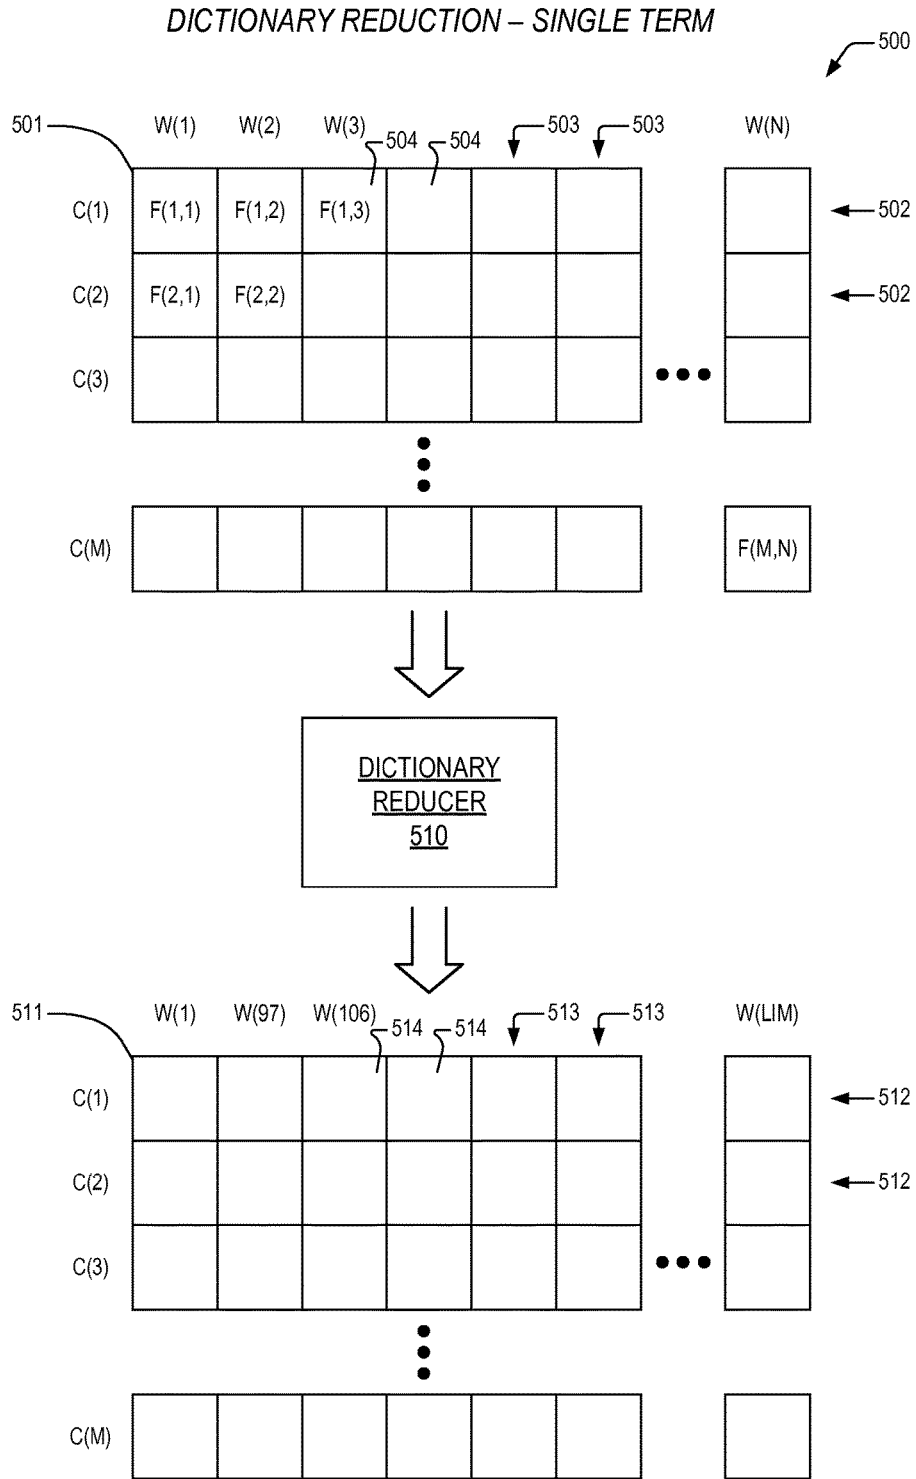 DICTIONARY REDUCTION – SINGLE TERM
500
501 W(1) W(2) W(3) 503 503 W(N)
504 504
C(1) F(1,1) F(1,2) F(1,3) 502
C(2) F(2,1) F(2,2) 502
C(3)
C(M) F(M,N)
DICTIONARY
REDUCER
510
511 W(1) W(97) W(106) 513 513 W(LIM)
514 514
C(1) 512
C(2) 512
C(3)
C(M)